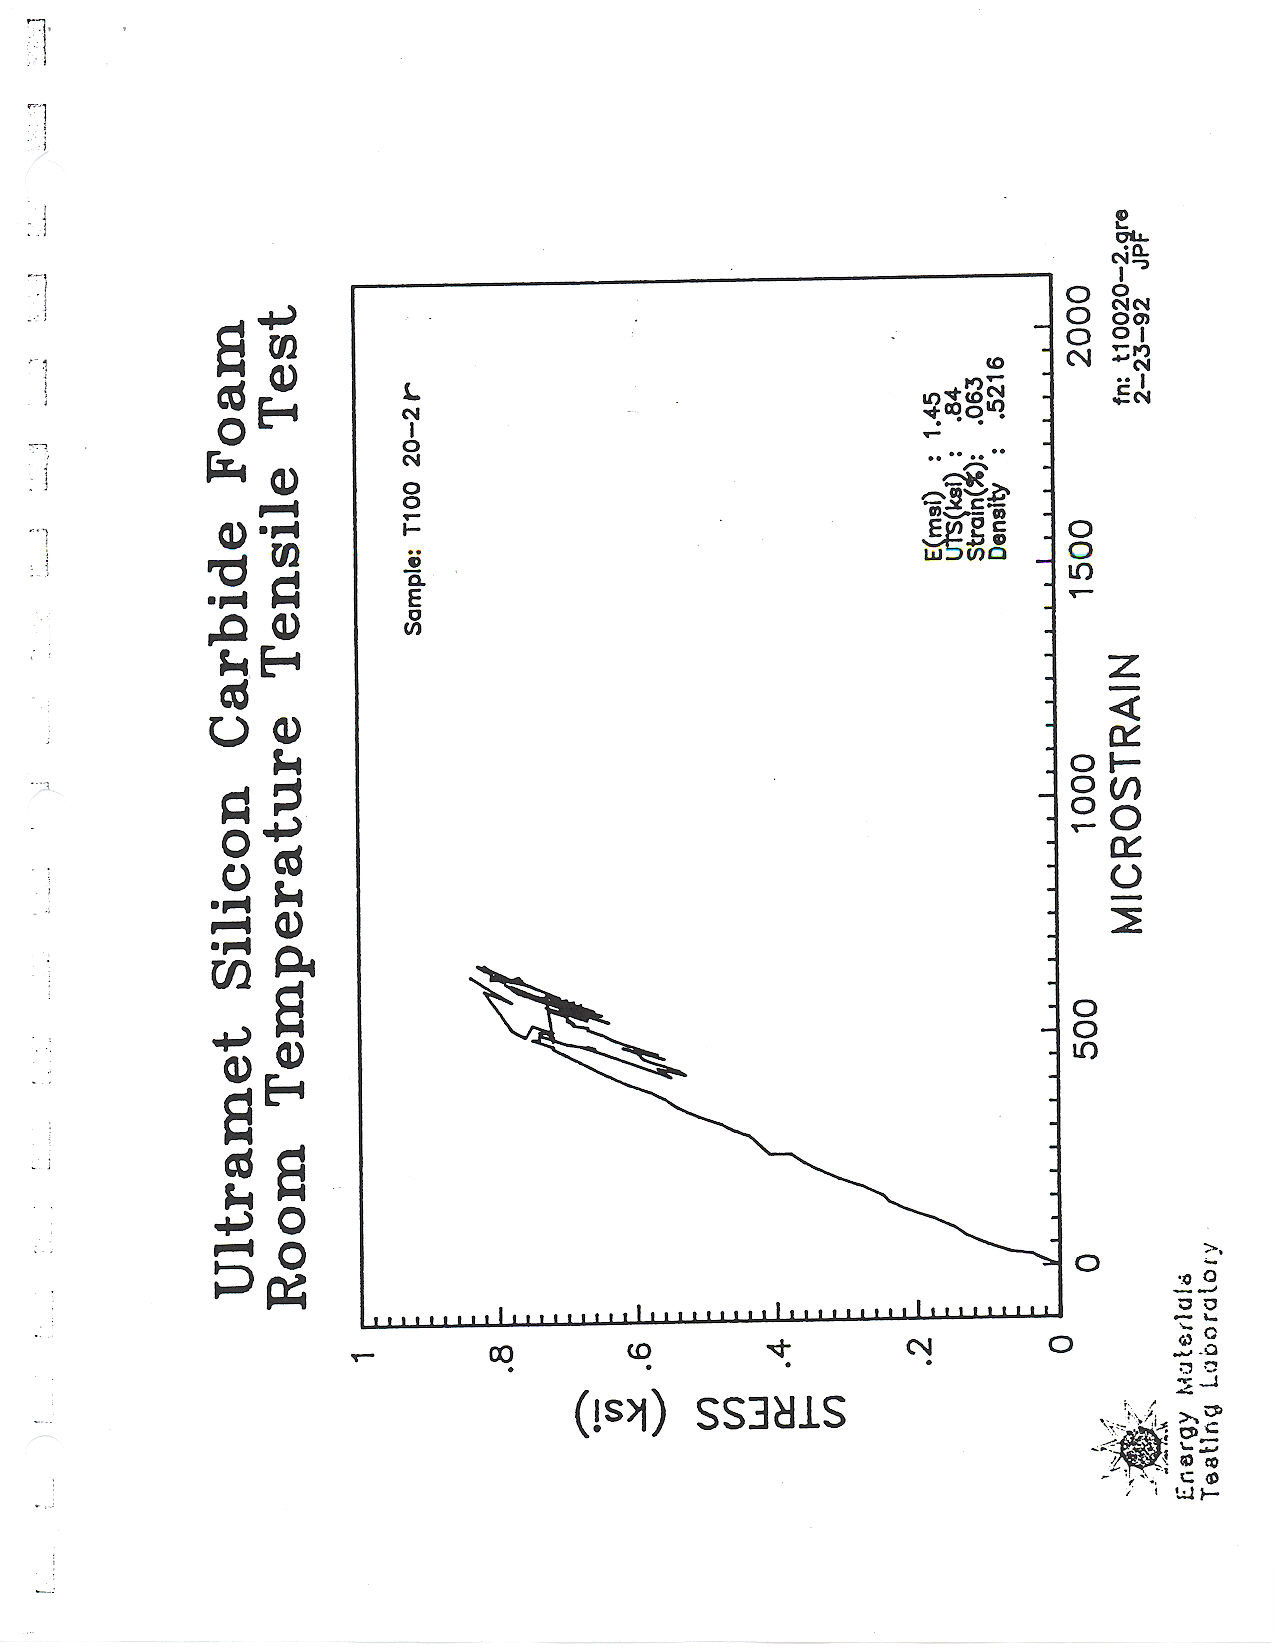 Ultramet Silicon Carbide Foam
Room Temperature Tensile Test
Sample: T100 20-2r
E(msi) : 1.45
UTS(ksi) : .84
Strain(%): .063
Density : .5216
STRESS (ksi)
1
.8
.6
.4
.2
0
0
500
1000
1500
2000
MICROSTRAIN
fn: t10020-2.gre
2-23-92 JPF
Energy Materials
Testing Laboratory